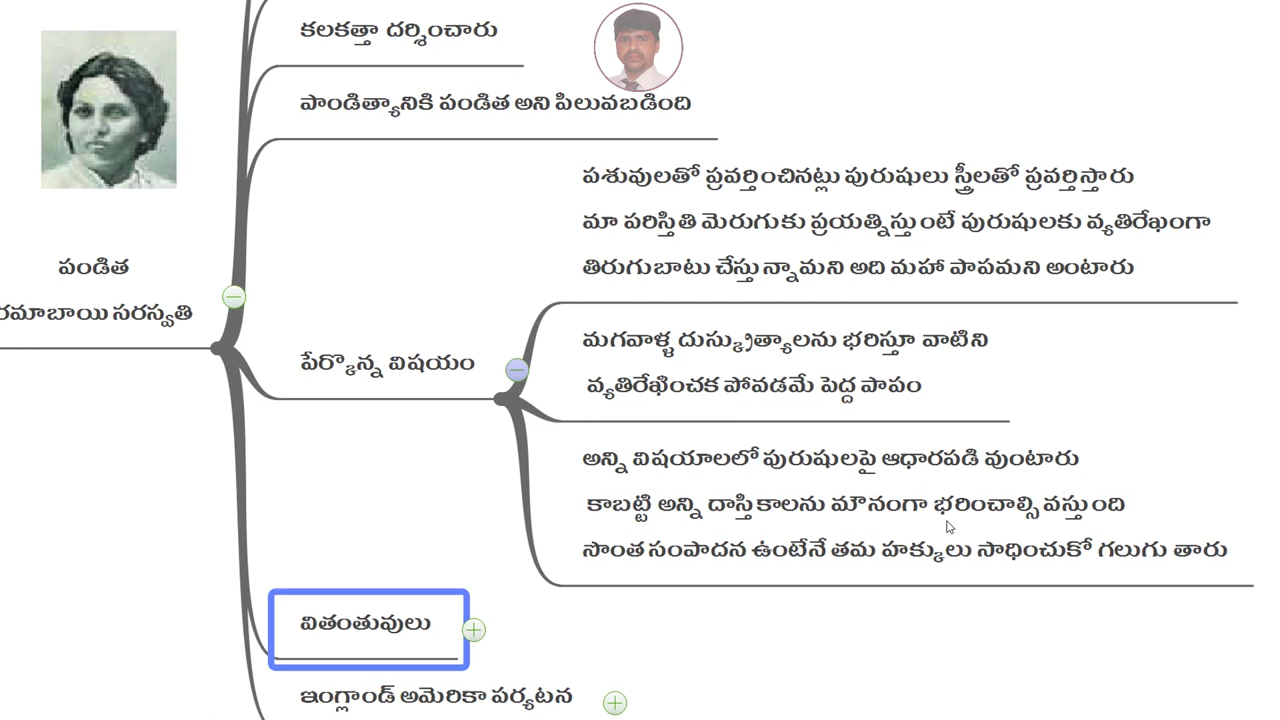 కలకత్తా దర్శించారు
పాండిత్యానికి పండిత అని పిలువబడింది
పండిత
రమాబాయి సరస్వతి
పేర్కొన్న విషయం
పశువులతో ప్రవర్తించినట్లు పురుషులు స్త్రీలతో ప్రవర్తిస్తారు
మా పరిస్తితి మెరుగుకు ప్రయత్నిస్తుంటే పురుషులకు వ్యతిరేఖంగా
తిరుగుబాటు చేస్తున్నామని అది మహా పాపమని అంటారు
మగవాళ్ళ దుస్కృత్యాలను భరిస్తూ వాటిని
వ్యతిరేఖించక పోవడమే పెద్ద పాపం
అన్ని విషయాలలో పురుషులపై ఆధారపడి వుంటారు
కాబట్టి అన్ని దాస్తికాలను మౌనంగా భరించాల్సి వస్తుంది
సొంత సంపాదన ఉంటేనే తమ హక్కులు సాధించుకో గలుగు తారు
వితంతువులు
ఇంగ్లాండ్ అమెరికా పర్యటన